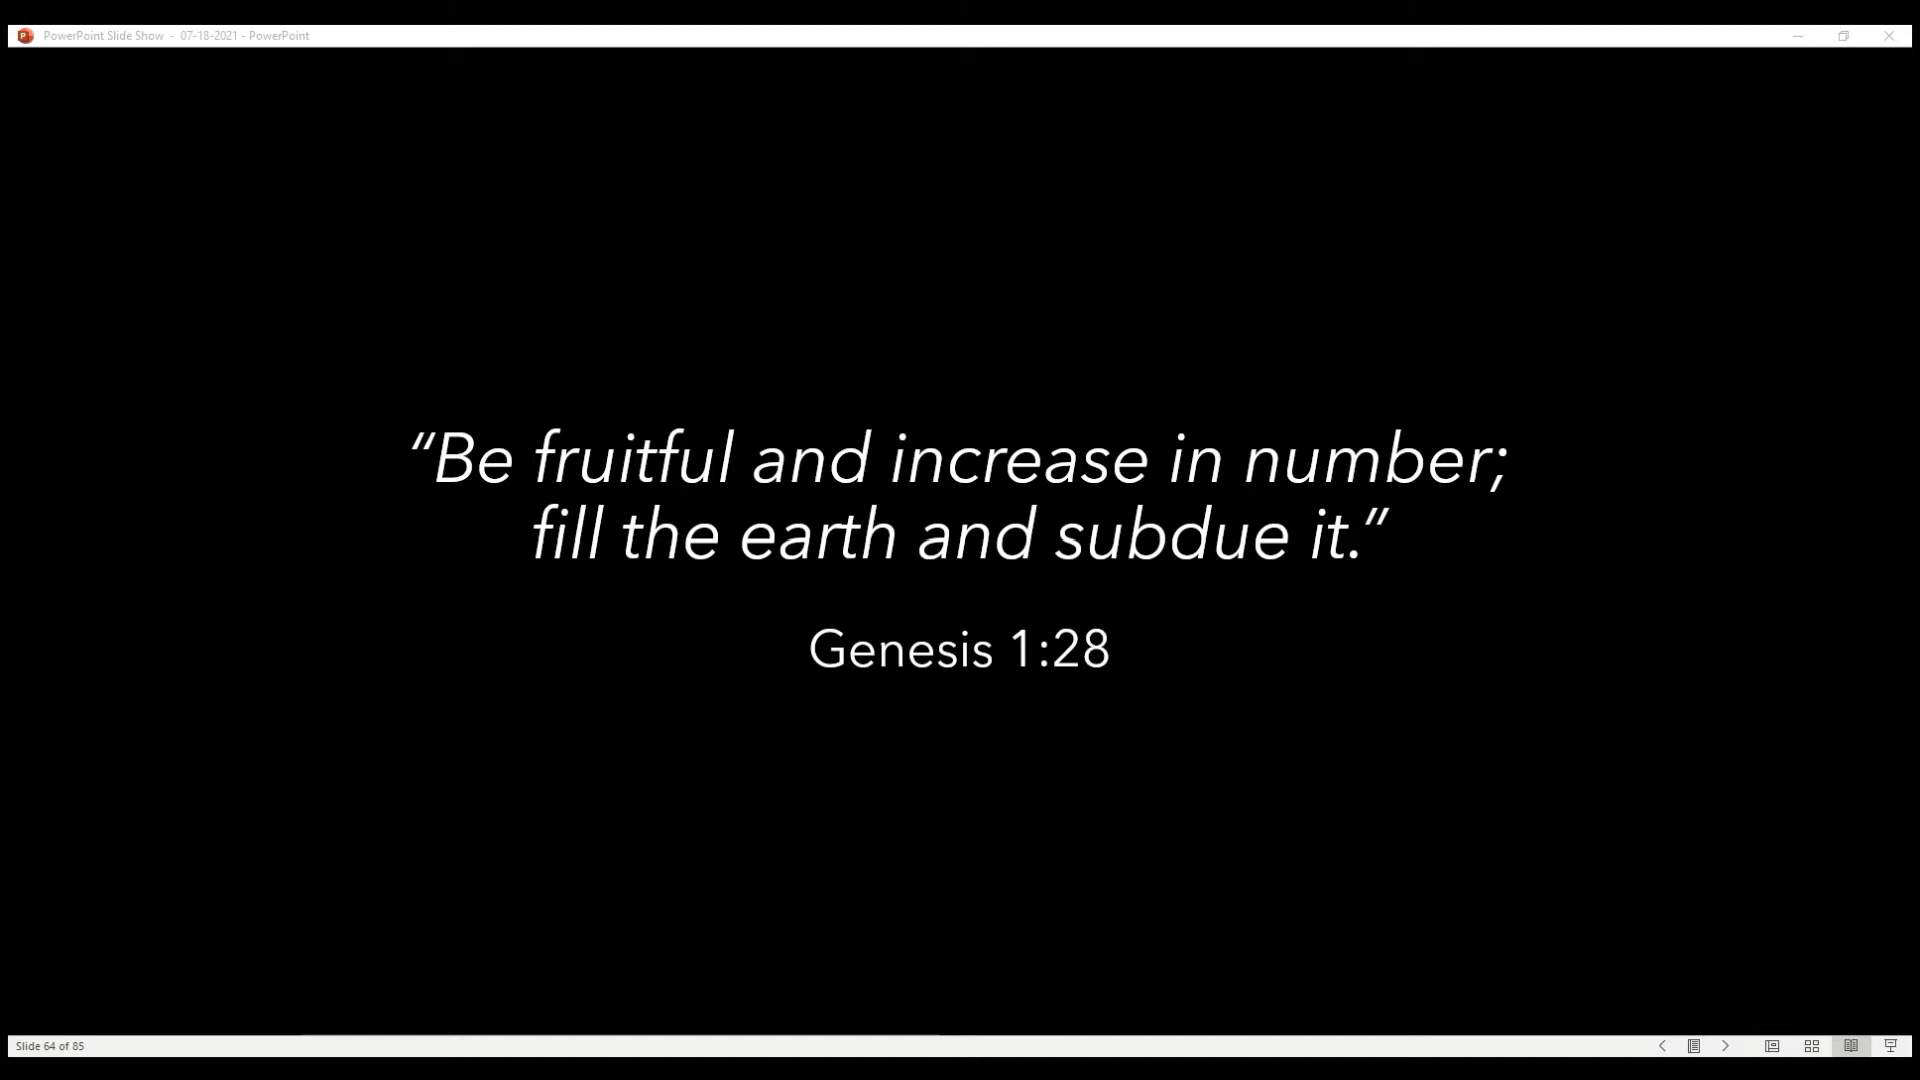 PowerPoint Slide Show - 07-18-2021 - PowerPoint
“Be fruitful and increase in number;
fill the earth and subdue it.”
Genesis 1:28
Slide 64 of 85